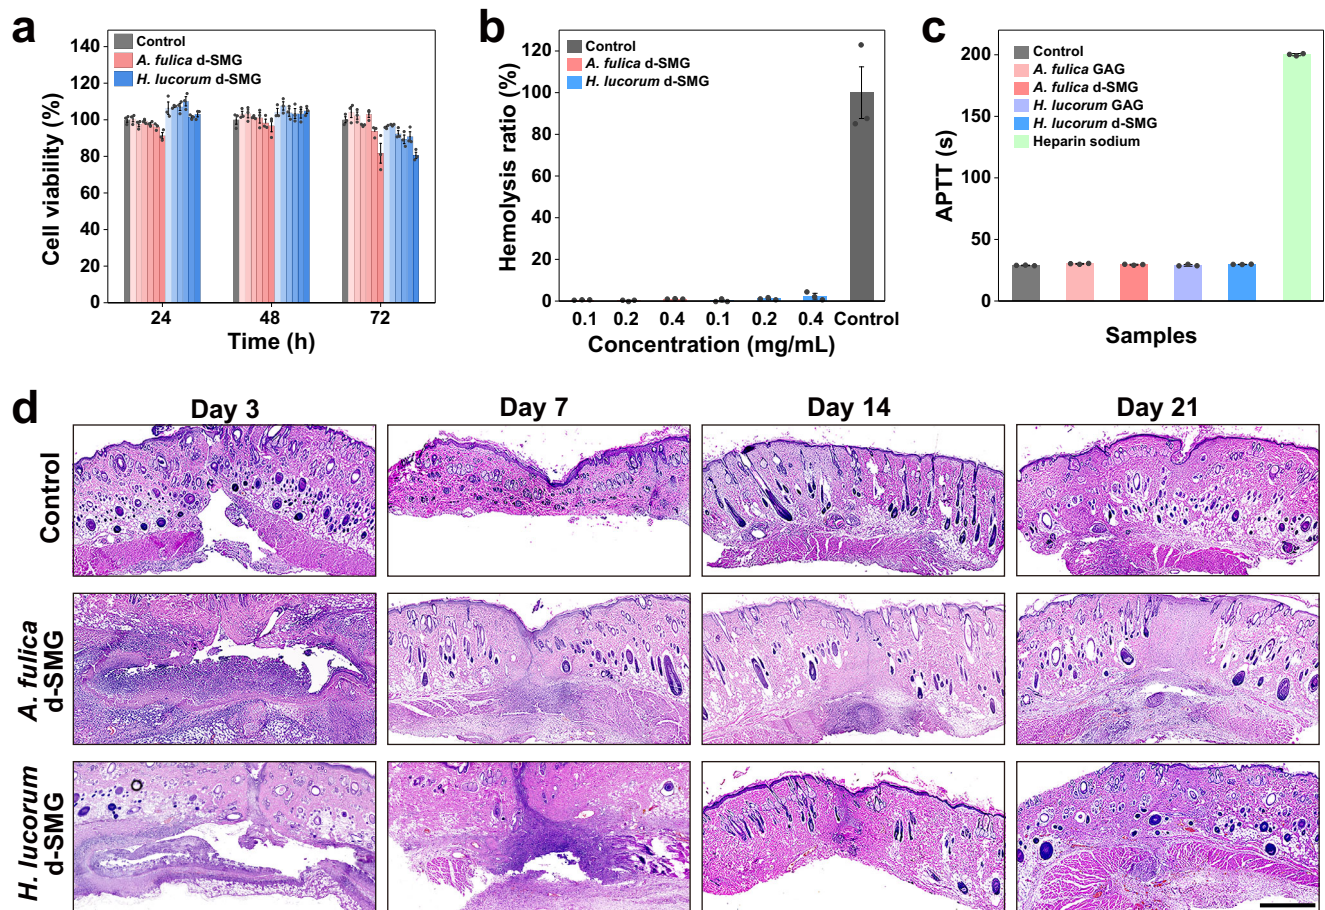 a
Control
A. fulica d-SMG
H. lucorum d-SMG
Cell viability (%)
140
120
100
80
60
40
20
0
24
48
72
Time (h)
b
Control
A. fulica d-SMG
H. lucorum d-SMG
Hemolysis ratio (%)
120
100
80
60
40
20
0
0.1
0.2
0.4
0.1
0.2
0.4
Control
Concentration (mg/mL)
c
Control
A. fulica GAG
A. fulica d-SMG
H. lucorum GAG
H. lucorum d-SMG
Heparin sodium
APTT (s)
200
150
100
50
0
Samples
d
Day 3
Day 7
Day 14
Day 21
Control
A. fulica
d-SMG
H. lucorum
d-SMG